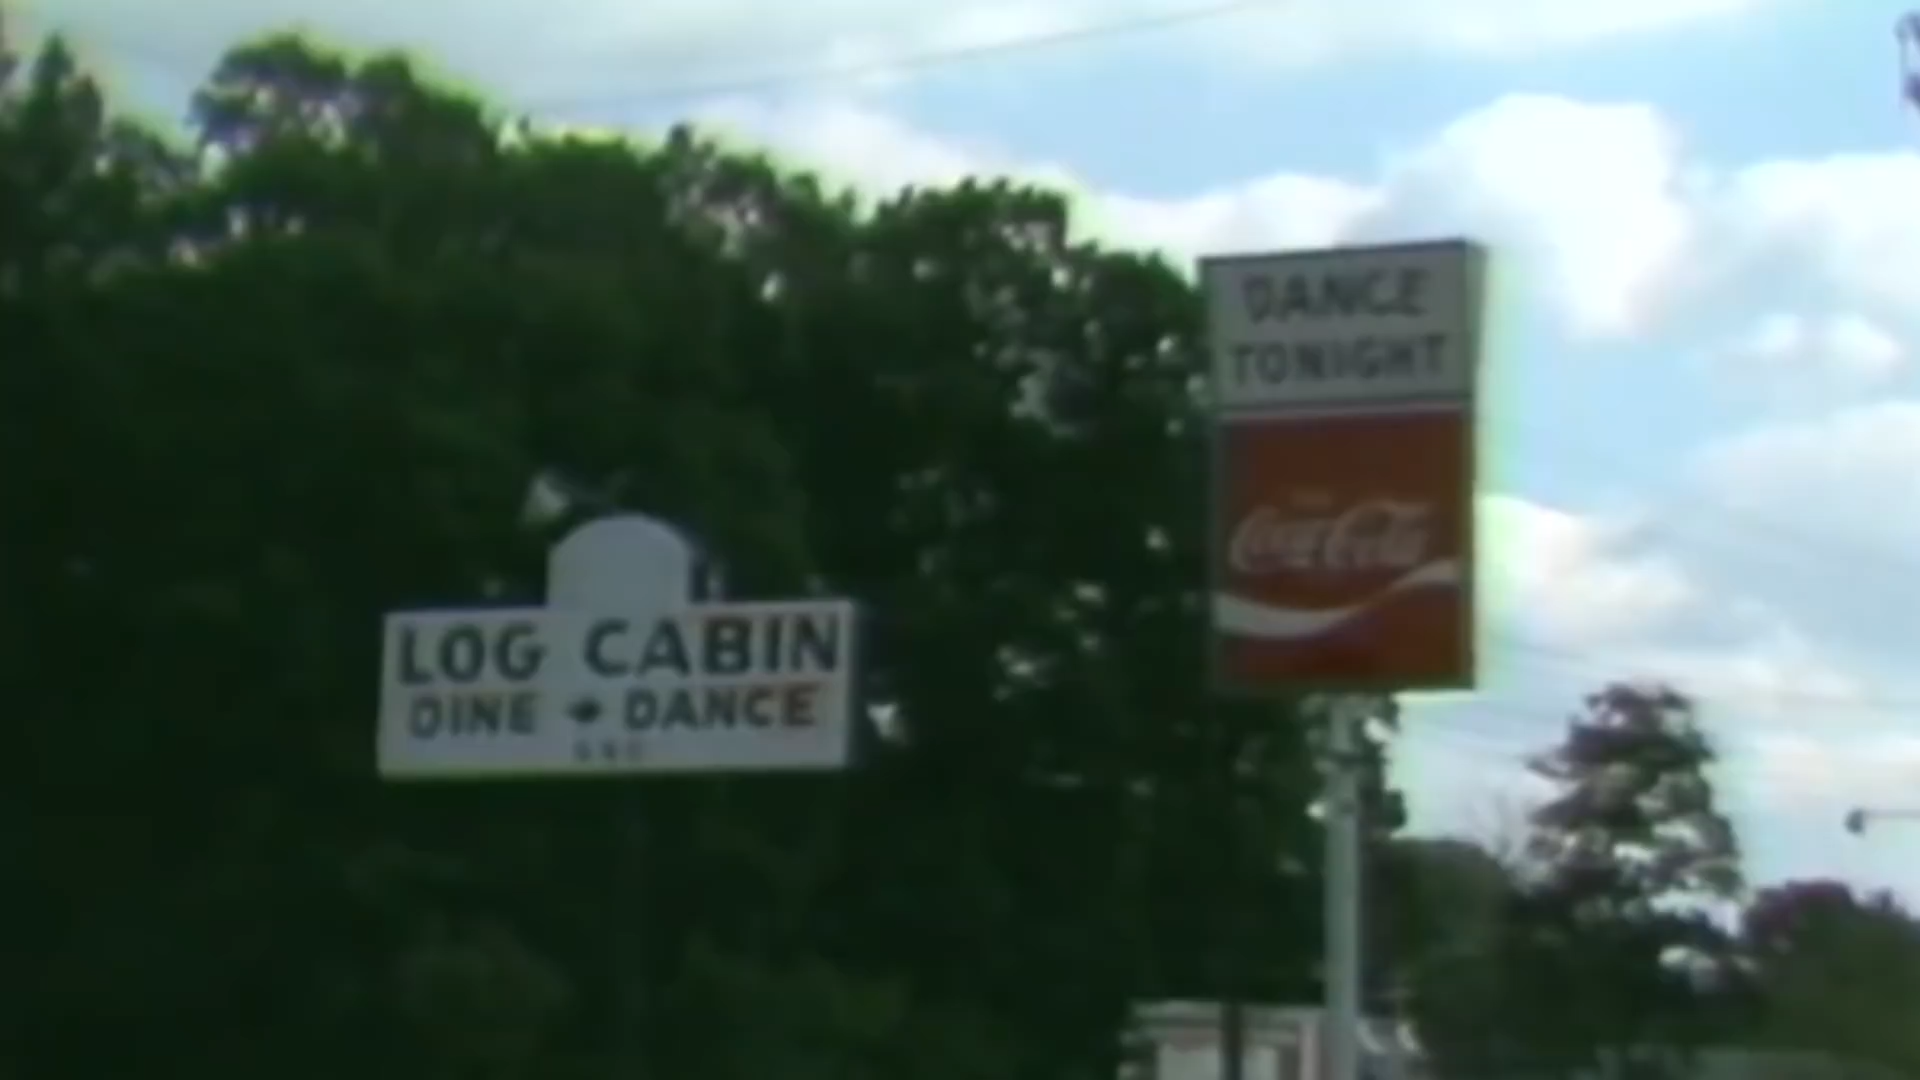 DANCE
TONIGHT
Coca-Cola
LOG CABIN
DINE DANCE